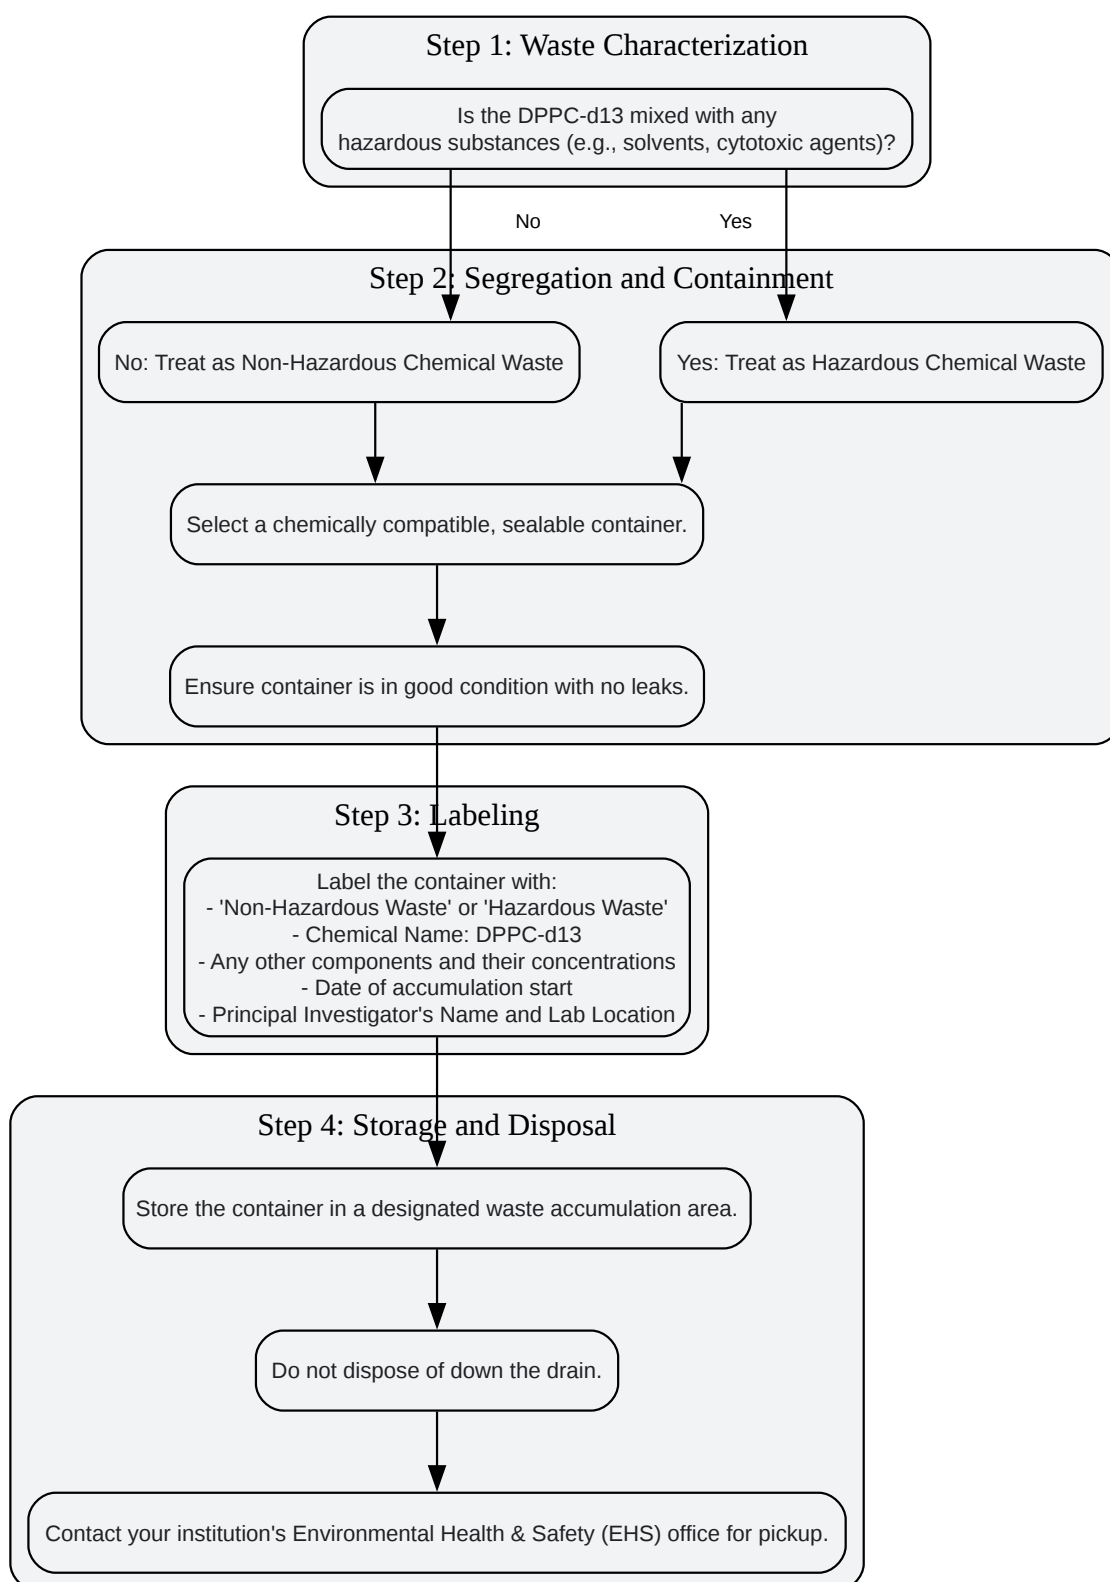 Step 1: Waste Characterization
Is the DPPC-d13 mixed with any
hazardous substances (e.g., solvents, cytotoxic agents)?
No
Yes
Step 2: Segregation and Containment
No: Treat as Non-Hazardous Chemical Waste
Yes: Treat as Hazardous Chemical Waste
Select a chemically compatible, sealable container.
Ensure container is in good condition with no leaks.
Step 3: Labeling
Label the container with:
- 'Non-Hazardous Waste' or 'Hazardous Waste'
- Chemical Name: DPPC-d13
- Any other components and their concentrations
- Date of accumulation start
- Principal Investigator's Name and Lab Location
Step 4: Storage and Disposal
Store the container in a designated waste accumulation area.
Do not dispose of down the drain.
Contact your institution's Environmental Health & Safety (EHS) office for pickup.